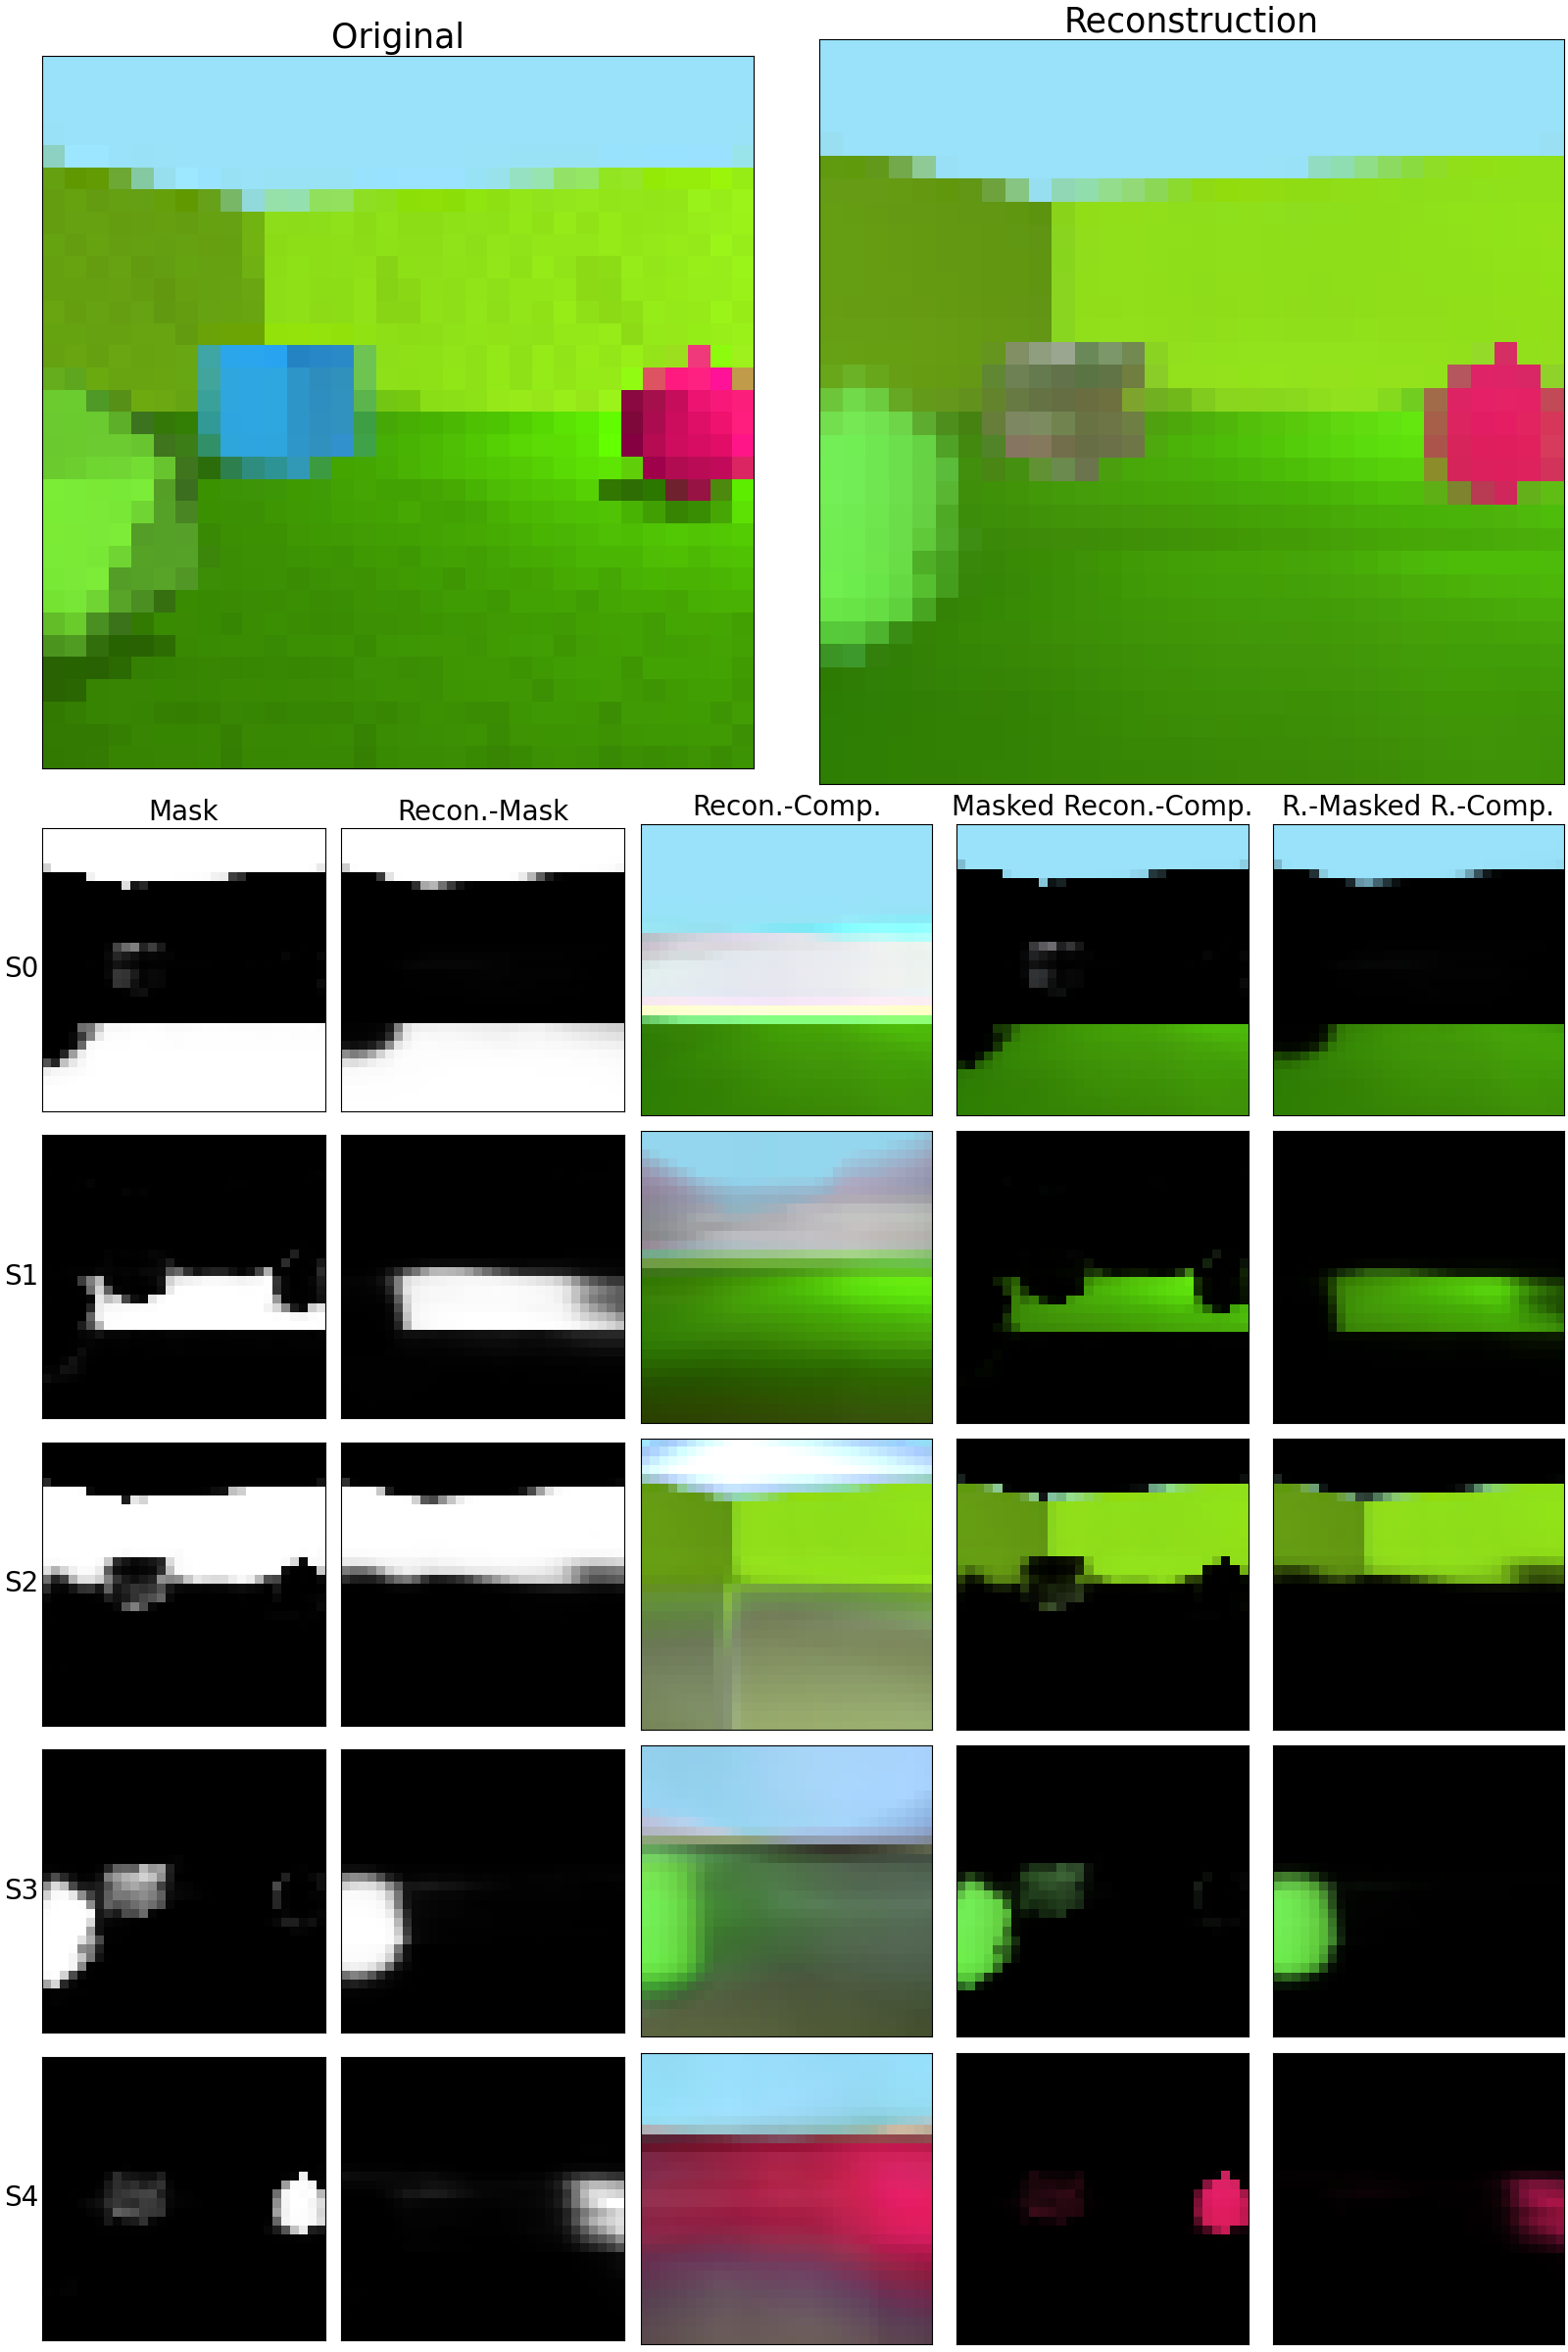 Original
Reconstruction
Mask
Recon.-Mask
Recon.-Comp.
Masked Recon.-Comp.
R.-Masked R.-Comp.
S0
S1
S2
S3
S4